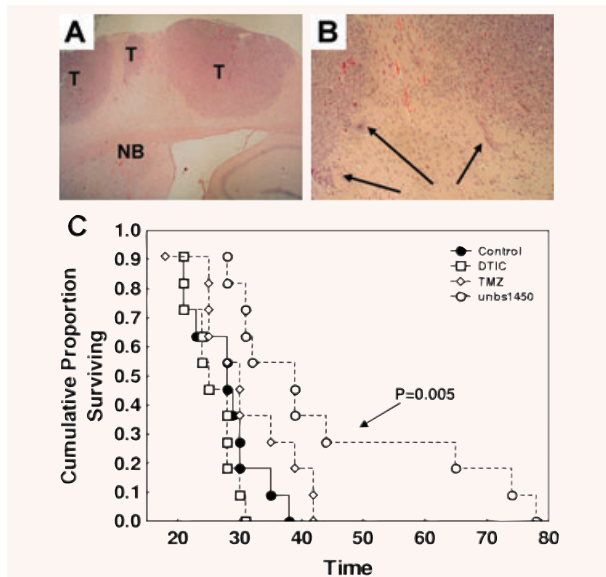 A
B
T
T
T
NB
C
1.0
0.9
0.8
0.7
0.6
0.5
0.4
0.3
0.2
0.1
0.0
Cumulative Proportion
Surviving
Control
DTIC
TMZ
unbs1450
P=0.005
20
30
40
50
60
70
80
Time